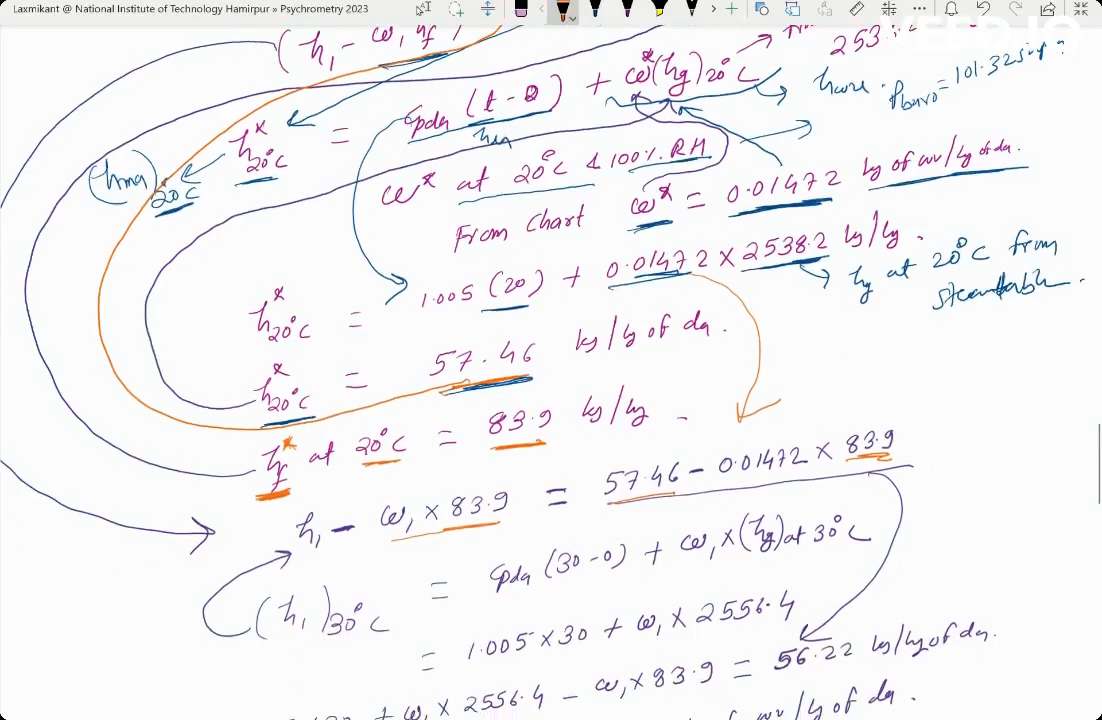 Laxmikant @ National Institute of Technology Hamirpur » Psychrometry 2023
VEED.IO
(h₁ - ω₁ hf)
h*20°C = Cpda (t-0) + ω*(hg)20°C
here Pbaro = 101.325
(hma)20°C
ω* at 20°C & 100% RH
From Chart ω* = 0.01472 kg of wv/kg of da.
h*20°C = 1.005 (20) + 0.01472 × 2538.2 kJ/kg.
hg at 20°C from steamtable.
h*20°C = 57.46 kJ/kg of da.
hf* at 20°C = 83.9 kJ/kg
h₁ - ω₁ × 83.9 = 57.46 - 0.01472 × 83.9
(h₁)30°C = Cpda (30-0) + ω₁ × (hg) at 30°C
= 1.005 × 30 + ω₁ × 2556.4
+ ω₁ × 2556.4 - ω₁ × 83.9 = 56.22 kJ/kg of da.
of da.